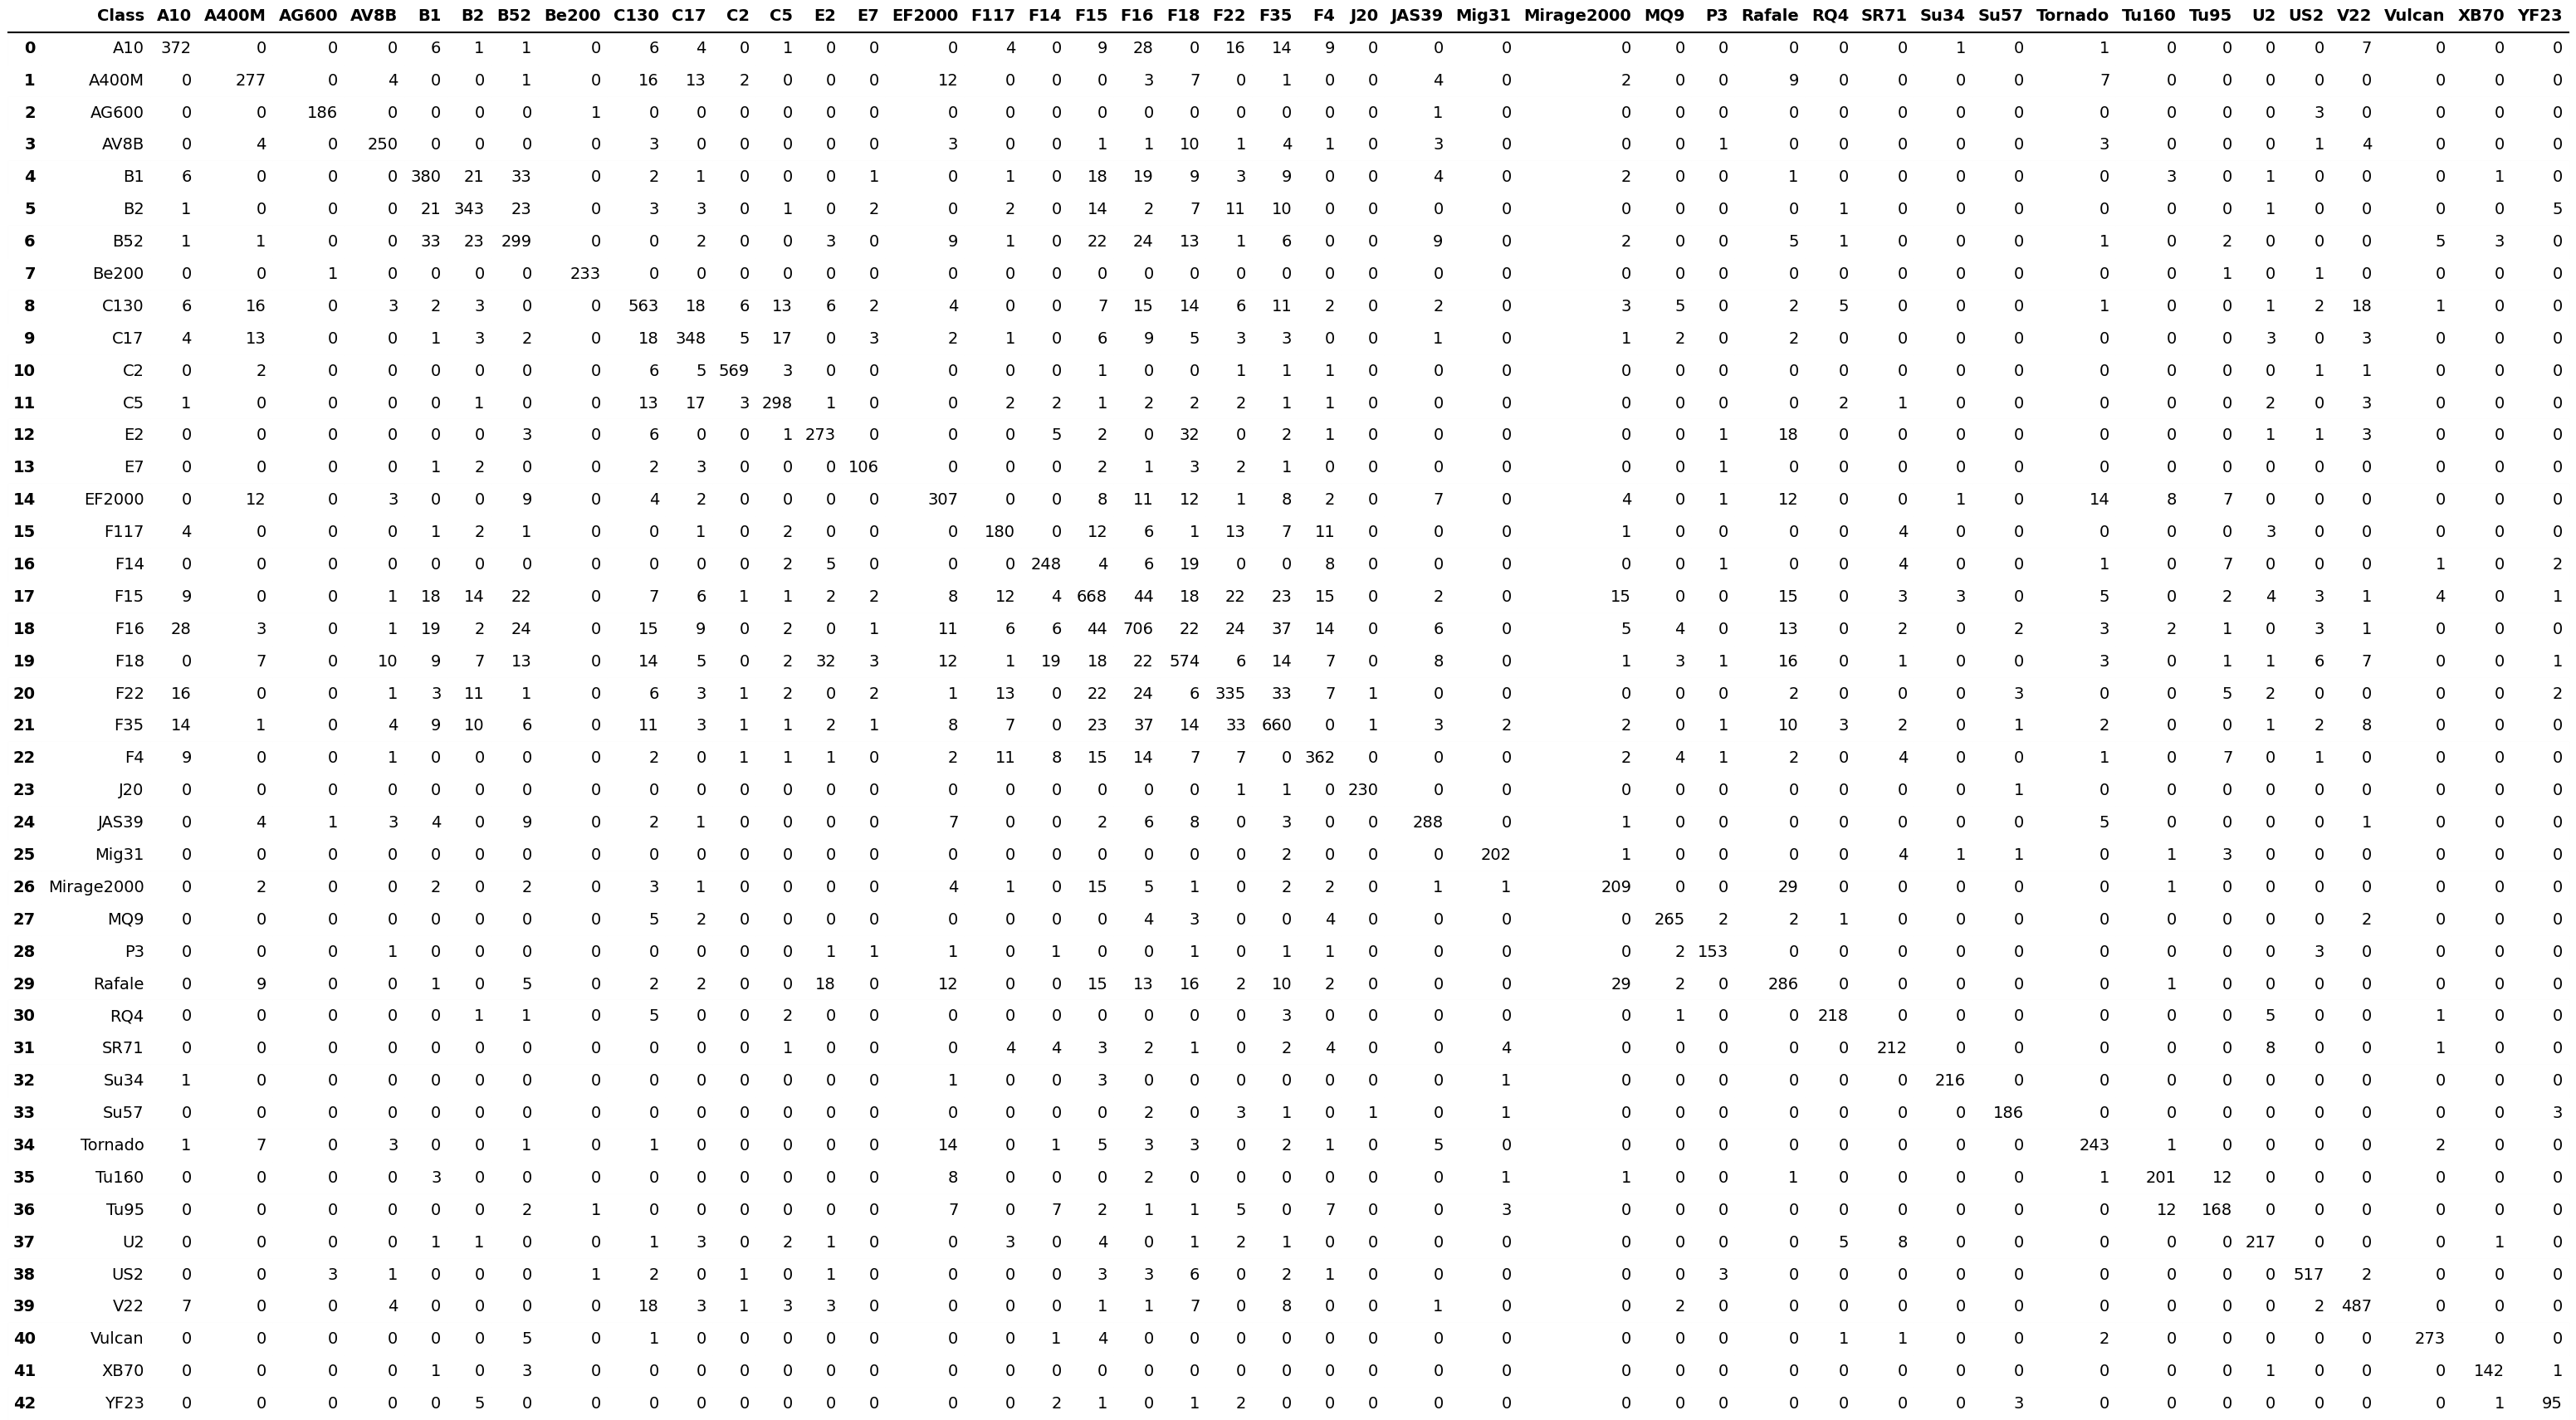 Class A10 A400M AG600 AV8B B1 B2 B52 Be200 C130 C17 C2 C5 E2 E7 EF2000 F117 F14 F15 F16 F18 F22 F35 F4 J20 JAS39 Mig31 Mirage2000 MQ9 P3 Rafale RQ4 SR71 Su34 Su57 Tornado Tu160 Tu95 U2 US2 V22 Vulcan XB70 YF23
0 A10 372 0 0 0 6 1 1 0 6 4 0 1 0 0 0 4 0 9 28 0 16 14 9 0 0 0 0 0 0 0 0 0 1 0 1 0 0 0 0 7 0 0 0
1 A400M 0 277 0 4 0 0 1 0 16 13 2 0 0 0 12 0 0 0 3 7 0 1 0 0 4 0 2 0 0 9 0 0 0 0 7 0 0 0 0 0 0 0 0
2 AG600 0 0 186 0 0 0 0 1 0 0 0 0 0 0 0 0 0 0 0 0 0 0 0 0 1 0 0 0 0 0 0 0 0 0 0 0 0 0 3 0 0 0 0
3 AV8B 0 4 0 250 0 0 0 0 3 0 0 0 0 0 3 0 0 1 1 10 1 4 1 0 3 0 0 0 1 0 0 0 0 0 3 0 0 0 1 4 0 0 0
4 B1 6 0 0 0 380 21 33 0 2 1 0 0 0 1 0 1 0 18 19 9 3 9 0 0 4 0 2 0 0 1 0 0 0 0 0 3 0 1 0 0 0 1 0
5 B2 1 0 0 0 21 343 23 0 3 3 0 1 0 2 0 2 0 14 2 7 11 10 0 0 0 0 0 0 0 0 1 0 0 0 0 0 0 1 0 0 0 0 5
6 B52 1 1 0 0 33 23 299 0 0 2 0 0 3 0 9 1 0 22 24 13 1 6 0 0 9 0 2 0 0 5 1 0 0 0 1 0 2 0 0 0 5 3 0
7 Be200 0 0 1 0 0 0 0 233 0 0 0 0 0 0 0 0 0 0 0 0 0 0 0 0 0 0 0 0 0 0 0 0 0 0 0 0 1 0 1 0 0 0 0
8 C130 6 16 0 3 2 3 0 0 563 18 6 13 6 2 4 0 0 7 15 14 6 11 2 0 2 0 3 5 0 2 5 0 0 0 1 0 0 1 2 18 1 0 0
9 C17 4 13 0 0 1 3 2 0 18 348 5 17 0 3 2 1 0 6 9 5 3 3 0 0 1 0 1 2 0 2 0 0 0 0 0 0 0 3 0 3 0 0 0
10 C2 0 2 0 0 0 0 0 0 6 5 569 3 0 0 0 0 0 1 0 0 1 1 1 0 0 0 0 0 0 0 0 0 0 0 0 0 0 0 1 1 0 0 0
11 C5 1 0 0 0 0 1 0 0 13 17 3 298 1 0 0 2 2 1 2 2 2 1 1 0 0 0 0 0 0 0 2 1 0 0 0 0 0 2 0 3 0 0 0
12 E2 0 0 0 0 0 0 3 0 6 0 0 1 273 0 0 0 5 2 0 32 0 2 1 0 0 0 0 0 1 18 0 0 0 0 0 0 0 1 1 3 0 0 0
13 E7 0 0 0 0 1 2 0 0 2 3 0 0 0 106 0 0 0 2 1 3 2 1 0 0 0 0 0 0 1 0 0 0 0 0 0 0 0 0 0 0 0 0 0
14 EF2000 0 12 0 3 0 0 9 0 4 2 0 0 0 0 307 0 0 8 11 12 1 8 2 0 7 0 4 0 1 12 0 0 1 0 14 8 7 0 0 0 0 0 0
15 F117 4 0 0 0 1 2 1 0 0 1 0 2 0 0 0 180 0 12 6 1 13 7 11 0 0 0 1 0 0 0 0 4 0 0 0 0 0 3 0 0 0 0 0
16 F14 0 0 0 0 0 0 0 0 0 0 0 2 5 0 0 0 248 4 6 19 0 0 8 0 0 0 0 0 1 0 0 4 0 0 1 0 7 0 0 0 1 0 2
17 F15 9 0 0 1 18 14 22 0 7 6 1 1 2 2 8 12 4 668 44 18 22 23 15 0 2 0 15 0 0 15 0 3 3 0 5 0 2 4 3 1 4 0 1
18 F16 28 3 0 1 19 2 24 0 15 9 0 2 0 1 11 6 6 44 706 22 24 37 14 0 6 0 5 4 0 13 0 2 0 2 3 2 1 0 3 1 0 0 0
19 F18 0 7 0 10 9 7 13 0 14 5 0 2 32 3 12 1 19 18 22 574 6 14 7 0 8 0 1 3 1 16 0 1 0 0 3 0 1 1 6 7 0 0 1
20 F22 16 0 0 1 3 11 1 0 6 3 1 2 0 2 1 13 0 22 24 6 335 33 7 1 0 0 0 0 0 2 0 0 0 3 0 0 5 2 0 0 0 0 2
21 F35 14 1 0 4 9 10 6 0 11 3 1 1 2 1 8 7 0 23 37 14 33 660 0 1 3 2 2 0 1 10 3 2 0 1 2 0 0 1 2 8 0 0 0
22 F4 9 0 0 1 0 0 0 0 2 0 1 1 1 0 2 11 8 15 14 7 7 0 362 0 0 0 2 4 1 2 0 4 0 0 1 0 7 0 1 0 0 0 0
23 J20 0 0 0 0 0 0 0 0 0 0 0 0 0 0 0 0 0 0 0 0 1 1 0 230 0 0 0 0 0 0 0 0 0 1 0 0 0 0 0 0 0 0 0
24 JAS39 0 4 1 3 4 0 9 0 2 1 0 0 0 0 7 0 0 2 6 8 0 3 0 0 288 0 1 0 0 0 0 0 0 0 5 0 0 0 0 1 0 0 0
25 Mig31 0 0 0 0 0 0 0 0 0 0 0 0 0 0 0 0 0 0 0 0 0 2 0 0 0 202 1 0 0 0 0 4 1 1 0 1 3 0 0 0 0 0 0
26 Mirage2000 0 2 0 0 2 0 2 0 3 1 0 0 0 0 4 1 0 15 5 1 0 2 2 0 1 1 209 0 0 29 0 0 0 0 0 1 0 0 0 0 0 0 0
27 MQ9 0 0 0 0 0 0 0 0 5 2 0 0 0 0 0 0 0 0 4 3 0 0 4 0 0 0 0 265 2 2 1 0 0 0 0 0 0 0 0 2 0 0 0
28 P3 0 0 0 1 0 0 0 0 0 0 0 0 1 1 1 0 1 0 0 1 0 1 1 0 0 0 0 2 153 0 0 0 0 0 0 0 0 0 3 0 0 0 0
29 Rafale 0 9 0 0 1 0 5 0 2 2 0 0 18 0 12 0 0 15 13 16 2 10 2 0 0 0 29 2 0 286 0 0 0 0 0 1 0 0 0 0 0 0 0
30 RQ4 0 0 0 0 0 1 1 0 5 0 0 2 0 0 0 0 0 0 0 0 0 3 0 0 0 0 0 1 0 0 218 0 0 0 0 0 0 5 0 0 1 0 0
31 SR71 0 0 0 0 0 0 0 0 0 0 0 1 0 0 0 4 4 3 2 1 0 2 4 0 0 4 0 0 0 0 0 212 0 0 0 0 0 8 0 0 1 0 0
32 Su34 1 0 0 0 0 0 0 0 0 0 0 0 0 0 1 0 0 3 0 0 0 0 0 0 0 1 0 0 0 0 0 0 216 0 0 0 0 0 0 0 0 0 0
33 Su57 0 0 0 0 0 0 0 0 0 0 0 0 0 0 0 0 0 0 2 0 3 1 0 1 0 1 0 0 0 0 0 0 0 186 0 0 0 0 0 0 0 0 3
34 Tornado 1 7 0 3 0 0 1 0 1 0 0 0 0 0 14 0 1 5 3 3 0 2 1 0 5 0 0 0 0 0 0 0 0 0 243 1 0 0 0 0 2 0 0
35 Tu160 0 0 0 0 3 0 0 0 0 0 0 0 0 0 8 0 0 0 2 0 0 0 0 0 0 1 1 0 0 1 0 0 0 0 1 201 12 0 0 0 0 0 0
36 Tu95 0 0 0 0 0 0 2 1 0 0 0 0 0 0 7 0 7 2 1 1 5 0 7 0 0 3 0 0 0 0 0 0 0 0 0 12 168 0 0 0 0 0 0
37 U2 0 0 0 0 1 1 0 0 1 3 0 2 1 0 0 3 0 4 0 1 2 1 0 0 0 0 0 0 0 0 5 8 0 0 0 0 0 217 0 0 0 1 0
38 US2 0 0 3 1 0 0 0 1 2 0 1 0 1 0 0 0 0 3 3 6 0 2 1 0 0 0 0 0 3 0 0 0 0 0 0 0 0 0 517 2 0 0 0
39 V22 7 0 0 4 0 0 0 0 18 3 1 3 3 0 0 0 0 1 1 7 0 8 0 0 1 0 0 2 0 0 0 0 0 0 0 0 0 0 2 487 0 0 0
40 Vulcan 0 0 0 0 0 0 5 0 1 0 0 0 0 0 0 0 1 4 0 0 0 0 0 0 0 0 0 0 0 0 1 1 0 0 2 0 0 0 0 0 273 0 0
41 XB70 0 0 0 0 1 0 3 0 0 0 0 0 0 0 0 0 0 0 0 0 0 0 0 0 0 0 0 0 0 0 0 0 0 0 0 0 0 1 0 0 0 142 1
42 YF23 0 0 0 0 0 5 0 0 0 0 0 0 0 0 0 0 2 1 0 1 2 0 0 0 0 0 0 0 0 0 0 0 0 3 0 0 0 0 0 0 0 1 95